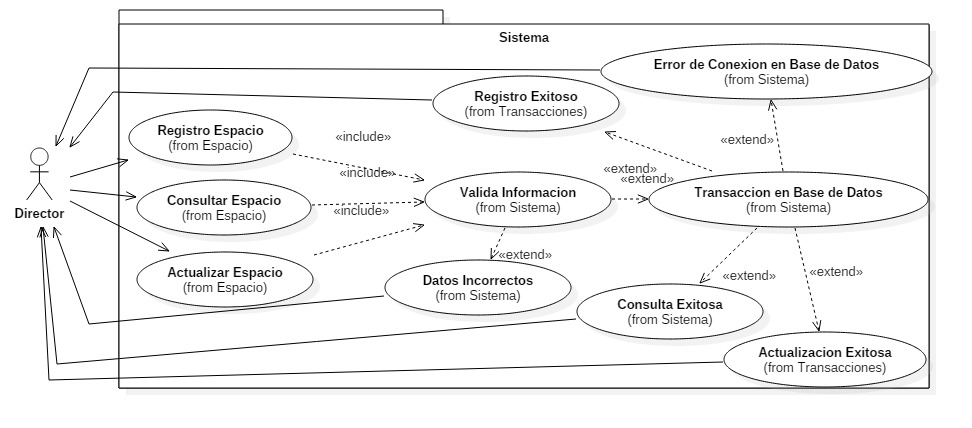 Sistema
Error de Conexion en Base de Datos
(from Sistema)
Registro Exitoso
(from Transacciones)
Registro Espacio
(from Espacio)
«include»
«extend»
«include»
«extend»
«extend»
Consultar Espacio
(from Espacio)
Valida Informacion
(from Sistema)
Transaccion en Base de Datos
(from Sistema)
Director
«include»
«extend»
Actualizar Espacio
(from Espacio)
Datos Incorrectos
(from Sistema)
«extend»
«extend»
Consulta Exitosa
(from Sistema)
Actualizacion Exitosa
(from Transacciones)